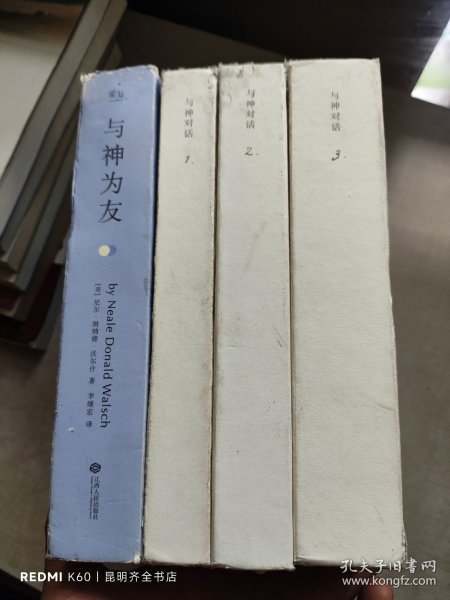 果麦
与神为友
by Neale Donald Walsch
[美] 尼尔·唐纳德·沃尔什 著
李继宏 译
江西人民出版社
与神对话
1.
与神对话
2.
与神对话
3.
REDMI K60 | 昆明齐全书店
孔夫子旧书网
www.kongfz.com